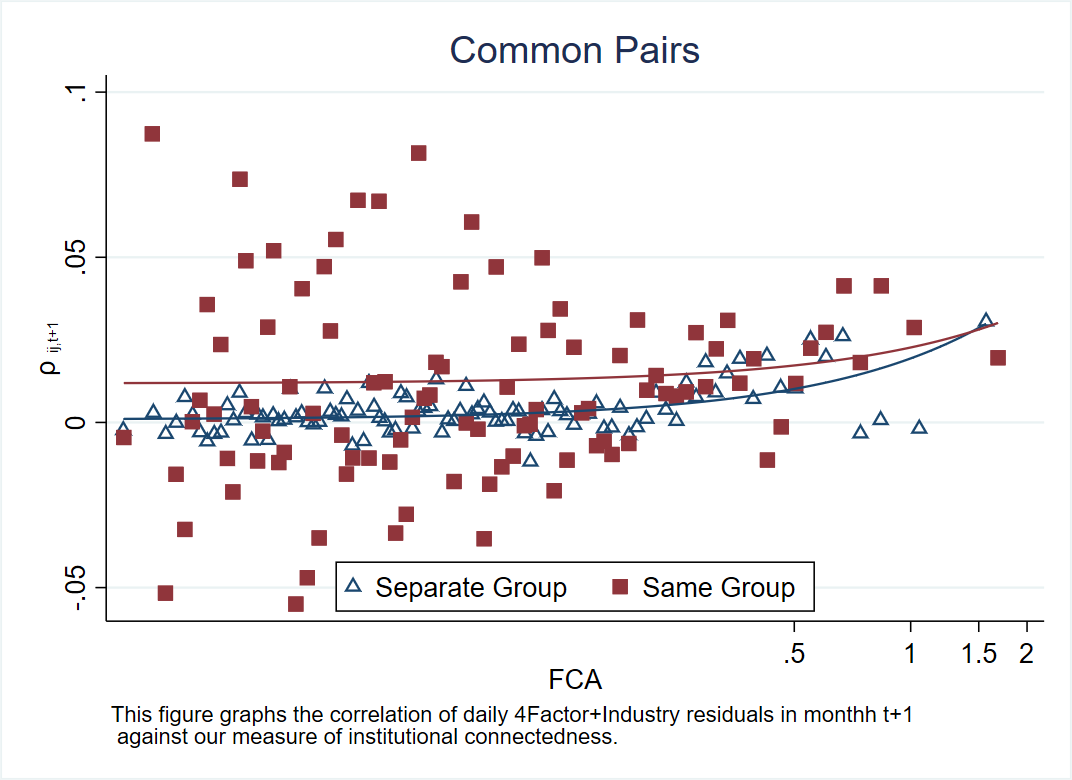 Common Pairs
.1
.05
0
-.05
ρ ij,t+1
Separate Group
Same Group
.5
1
1.5
2
FCA
This figure graphs the correlation of daily 4Factor+Industry residuals in monthh t+1
against our measure of institutional connectedness.